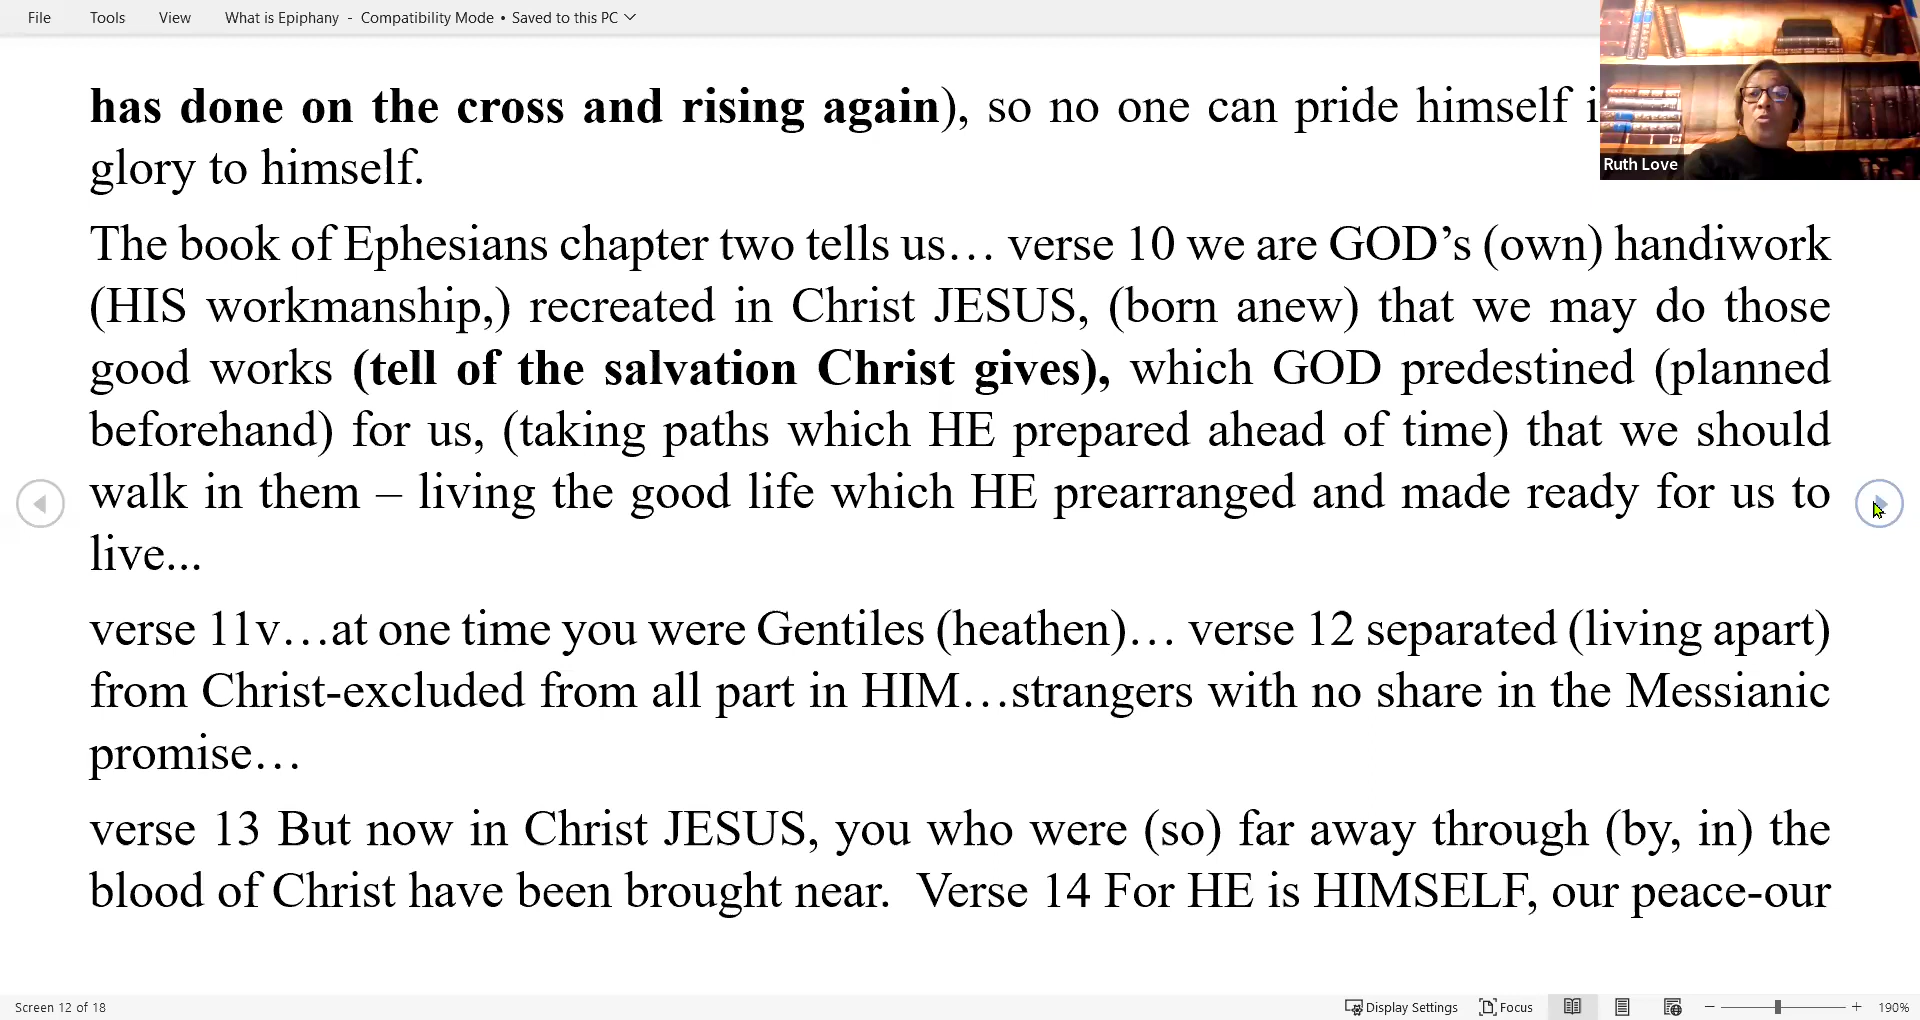 File Tools View What is Epiphany - Compatibility Mode • Saved to this PC
has done on the cross and rising again), so no one can pride himself i
glory to himself.
Ruth Love
The book of Ephesians chapter two tells us… verse 10 we are GOD’s (own) handiwork
(HIS workmanship,) recreated in Christ JESUS, (born anew) that we may do those
good works (tell of the salvation Christ gives), which GOD predestined (planned
beforehand) for us, (taking paths which HE prepared ahead of time) that we should
walk in them – living the good life which HE prearranged and made ready for us to
live...
verse 11v…at one time you were Gentiles (heathen)… verse 12 separated (living apart)
from Christ-excluded from all part in HIM…strangers with no share in the Messianic
promise…
verse 13 But now in Christ JESUS, you who were (so) far away through (by, in) the
blood of Christ have been brought near. Verse 14 For HE is HIMSELF, our peace-our
Screen 12 of 18 Display Settings Focus 190%